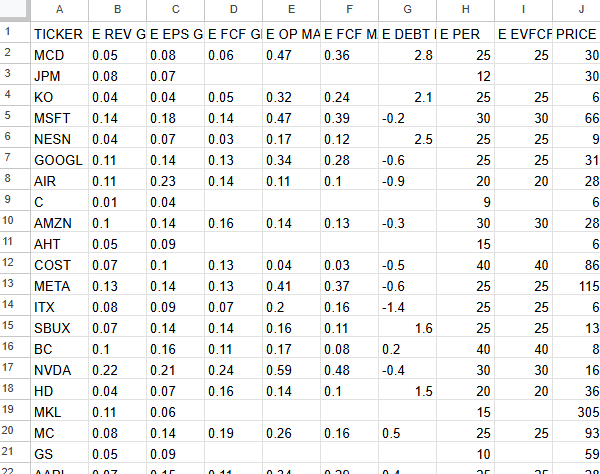 A B C D E F G H I J
1 TICKER E REV G E EPS G E FCF G E OP MA E FCF M E DEBT E PER E EVFCF PRICE
2 MCD 0.05 0.08 0.06 0.47 0.36 2.8 25 25 30
3 JPM 0.08 0.07 12 30
4 KO 0.04 0.04 0.05 0.32 0.24 2.1 25 25 6
5 MSFT 0.14 0.18 0.14 0.47 0.39 -0.2 30 30 66
6 NESN 0.04 0.07 0.03 0.17 0.12 2.5 25 25 9
7 GOOGL 0.11 0.14 0.13 0.34 0.28 -0.6 25 25 31
8 AIR 0.11 0.23 0.14 0.11 0.1 -0.9 20 20 28
9 C 0.01 0.04 9 6
10 AMZN 0.1 0.14 0.16 0.14 0.13 -0.3 30 30 28
11 AHT 0.05 0.09 15 6
12 COST 0.07 0.1 0.13 0.04 0.03 -0.5 40 40 86
13 META 0.13 0.14 0.13 0.41 0.37 -0.6 25 25 115
14 ITX 0.08 0.09 0.07 0.2 0.16 -1.4 25 25 6
15 SBUX 0.07 0.14 0.14 0.16 0.11 1.6 25 25 13
16 BC 0.1 0.16 0.11 0.17 0.08 0.2 40 40 8
17 NVDA 0.22 0.21 0.24 0.59 0.48 -0.4 30 30 16
18 HD 0.04 0.07 0.16 0.14 0.1 1.5 20 20 36
19 MKL 0.11 0.06 15 305
20 MC 0.08 0.14 0.19 0.26 0.16 0.5 25 25 93
21 GS 0.05 0.09 10 59
22